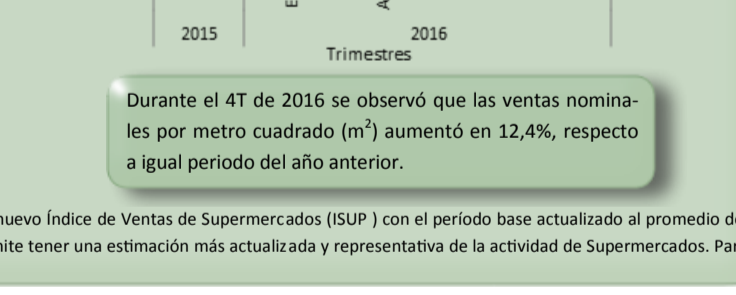 E A
2015 2016
Trimestres
Durante el 4T de 2016 se observó que las ventas nomina-
les por metro cuadrado (m²) aumentó en 12,4%, respecto
a igual periodo del año anterior.
nuevo Índice de Ventas de Supermercados (ISUP ) con el período base actualizado al promedio d
mite tener una estimación más actualizada y representativa de la actividad de Supermercados. Par